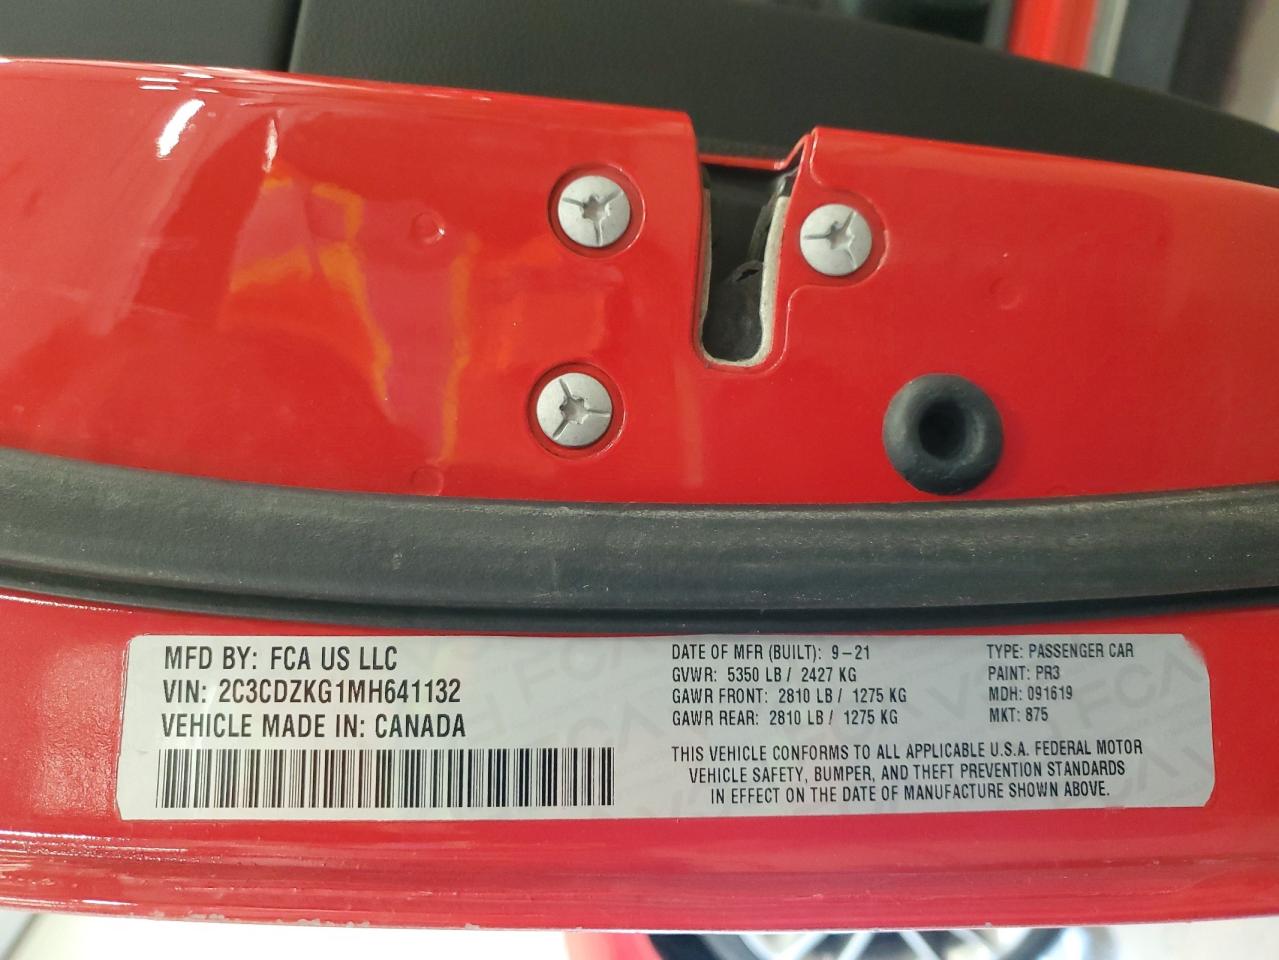 MFD BY: FCA US LLC
VIN: 2C3CDZKG1MH641132
VEHICLE MADE IN: CANADA
DATE OF MFR (BUILT): 9-21
GVWR: 5350 LB / 2427 KG
GAWR FRONT: 2810 LB / 1275 KG
GAWR REAR: 2810 LB / 1275 KG
TYPE: PASSENGER CAR
PAINT: PR3
MDH: 091619
MKT: 875
THIS VEHICLE CONFORMS TO ALL APPLICABLE U.S.A. FEDERAL MOTOR
VEHICLE SAFETY, BUMPER, AND THEFT PREVENTION STANDARDS
IN EFFECT ON THE DATE OF MANUFACTURE SHOWN ABOVE.